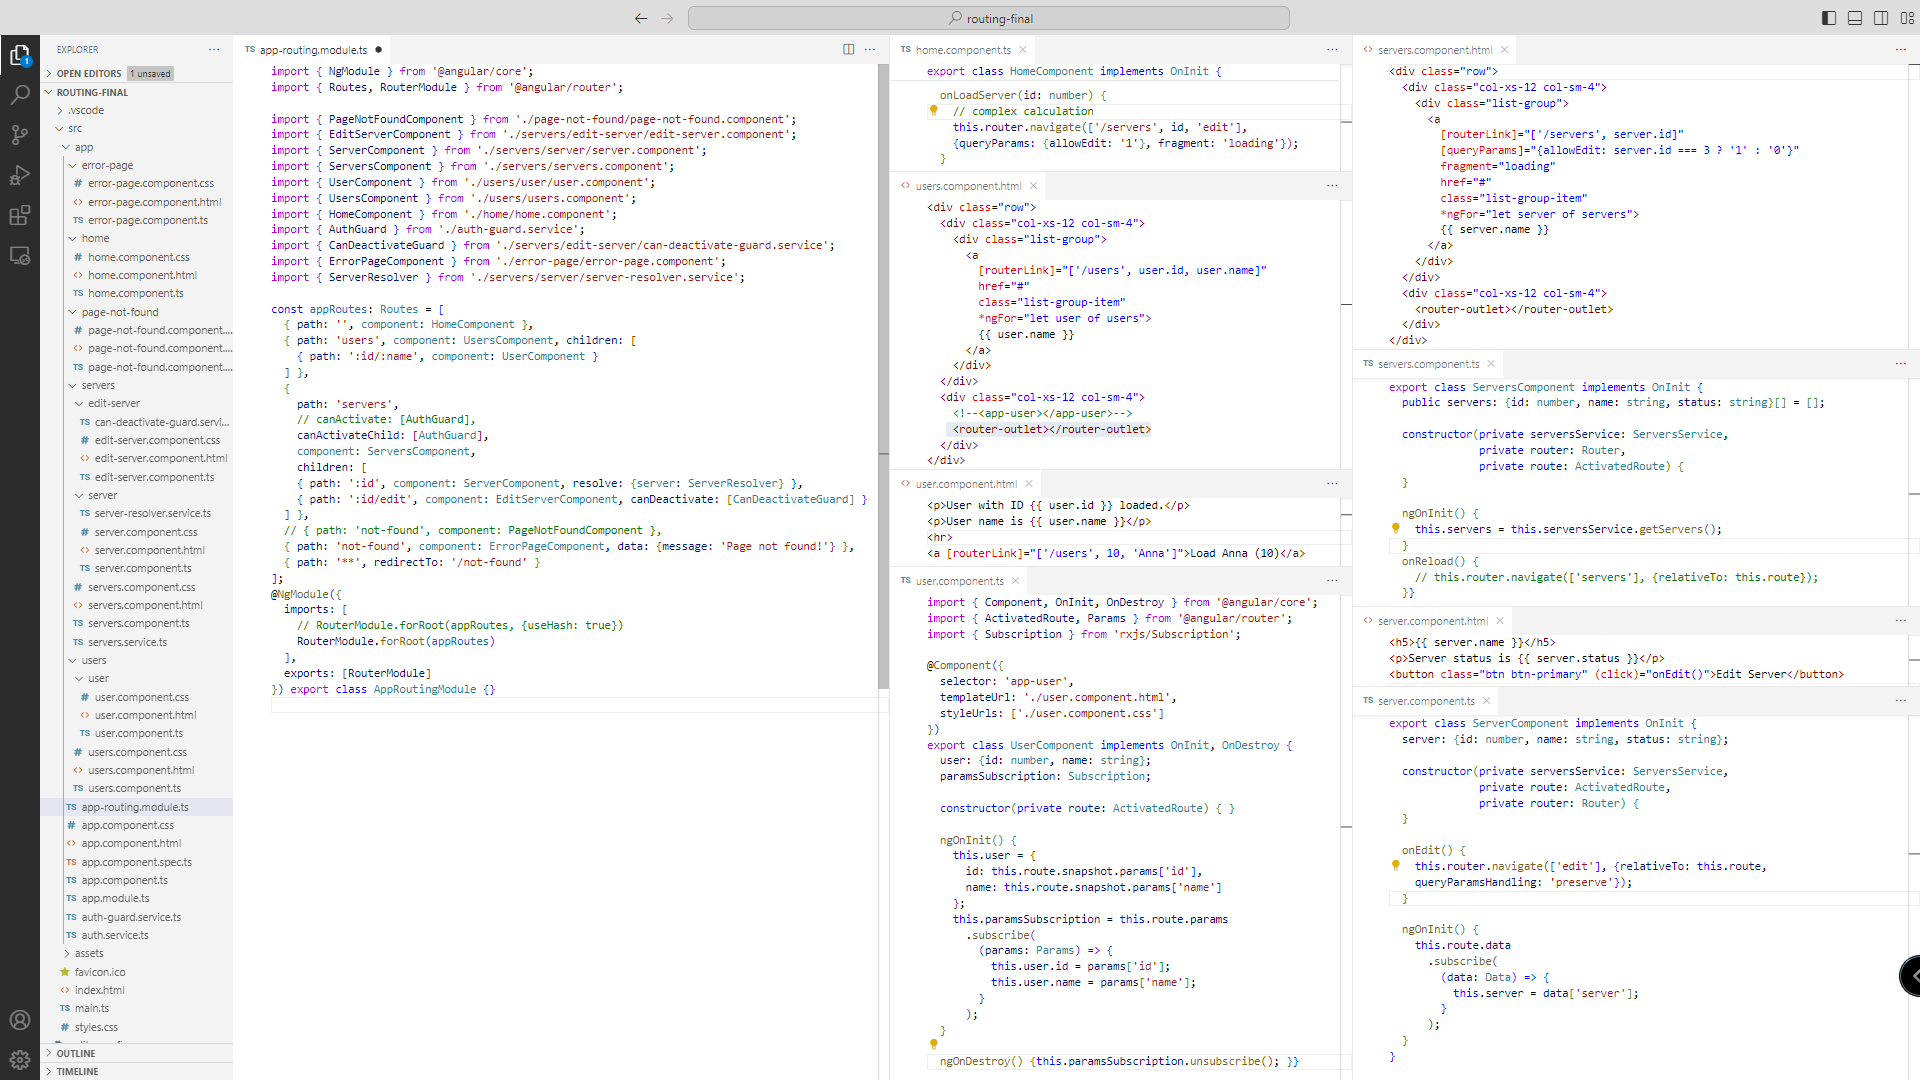 routing-final
EXPLORER
OPEN EDITORS 1 unsaved
ROUTING-FINAL
.vscode
src
app
error-page
# error-page.component.css
<> error-page.component.html
TS error-page.component.ts
home
# home.component.css
<> home.component.html
TS home.component.ts
page-not-found
# page-not-found.component....
<> page-not-found.component....
TS page-not-found.component....
servers
edit-server
TS can-deactivate-guard.servi...
# edit-server.component.css
<> edit-server.component.html
TS edit-server.component.ts
server
TS server-resolver.service.ts
# server.component.css
<> server.component.html
TS server.component.ts
# servers.component.css
<> servers.component.html
TS servers.component.ts
TS servers.service.ts
users
user
# user.component.css
<> user.component.html
TS user.component.ts
# users.component.css
<> users.component.html
TS users.component.ts
TS app-routing.module.ts
# app.component.css
<> app.component.html
TS app.component.spec.ts
TS app.component.ts
TS app.module.ts
TS auth-guard.service.ts
TS auth.service.ts
assets
favicon.ico
<> index.html
TS main.ts
# styles.css
OUTLINE
TIMELINE
1
TS app-routing.module.ts
import { NgModule } from '@angular/core';
import { Routes, RouterModule } from '@angular/router';
import { PageNotFoundComponent } from './page-not-found/page-not-found.component';
import { EditServerComponent } from './servers/edit-server/edit-server.component';
import { ServerComponent } from './servers/server/server.component';
import { ServersComponent } from './servers/servers.component';
import { UserComponent } from './users/user/user.component';
import { UsersComponent } from './users/users.component';
import { HomeComponent } from './home/home.component';
import { AuthGuard } from './auth-guard.service';
import { CanDeactivateGuard } from './servers/edit-server/can-deactivate-guard.service';
import { ErrorPageComponent } from './error-page/error-page.component';
import { ServerResolver } from './servers/server/server-resolver.service';
const appRoutes: Routes = [
{ path: '', component: HomeComponent },
{ path: 'users', component: UsersComponent, children: [
{ path: ':id/:name', component: UserComponent }
] },
{
path: 'servers',
// canActivate: [AuthGuard],
canActivateChild: [AuthGuard],
component: ServersComponent,
children: [
{ path: ':id', component: ServerComponent, resolve: {server: ServerResolver} },
{ path: ':id/edit', component: EditServerComponent, canDeactivate: [CanDeactivateGuard] }
] },
// { path: 'not-found', component: PageNotFoundComponent },
{ path: 'not-found', component: ErrorPageComponent, data: {message: 'Page not found!'} },
{ path: '**', redirectTo: '/not-found' }
];
@NgModule({
imports: [
// RouterModule.forRoot(appRoutes, {useHash: true})
RouterModule.forRoot(appRoutes)
],
exports: [RouterModule]
}) export class AppRoutingModule {}
TS home.component.ts
export class HomeComponent implements OnInit {
onLoadServer(id: number) {
// complex calculation
this.router.navigate(['/servers', id, 'edit'],
{queryParams: {allowEdit: '1'}, fragment: 'loading'});
}
<> users.component.html
<div class="row">
<div class="col-xs-12 col-sm-4">
<div class="list-group">
<a
[routerLink]="['/users', user.id, user.name]"
href="#"
class="list-group-item"
*ngFor="let user of users">
{{ user.name }}
</a>
</div>
</div>
<div class="col-xs-12 col-sm-4">
<!--<app-user></app-user>-->
<router-outlet></router-outlet>
</div>
</div>
<> user.component.html
<p>User with ID {{ user.id }} loaded.</p>
<p>User name is {{ user.name }}</p>
<hr>
<a [routerLink]="['/users', 10, 'Anna']">Load Anna (10)</a>
TS user.component.ts
import { Component, OnInit, OnDestroy } from '@angular/core';
import { ActivatedRoute, Params } from '@angular/router';
import { Subscription } from 'rxjs/Subscription';
@Component({
selector: 'app-user',
templateUrl: './user.component.html',
styleUrls: ['./user.component.css']
})
export class UserComponent implements OnInit, OnDestroy {
user: {id: number, name: string};
paramsSubscription: Subscription;
constructor(private route: ActivatedRoute) { }
ngOnInit() {
this.user = {
id: this.route.snapshot.params['id'],
name: this.route.snapshot.params['name']
};
this.paramsSubscription = this.route.params
.subscribe(
(params: Params) => {
this.user.id = params['id'];
this.user.name = params['name'];
}
);
}
ngOnDestroy() {this.paramsSubscription.unsubscribe(); }}
<> servers.component.html
<div class="row">
<div class="col-xs-12 col-sm-4">
<div class="list-group">
<a
[routerLink]="['/servers', server.id]"
[queryParams]="{allowEdit: server.id === 3 ? '1' : '0'}"
fragment="loading"
href="#"
class="list-group-item"
*ngFor="let server of servers">
{{ server.name }}
</a>
</div>
</div>
<div class="col-xs-12 col-sm-4">
<router-outlet></router-outlet>
</div>
</div>
TS servers.component.ts
export class ServersComponent implements OnInit {
public servers: {id: number, name: string, status: string}[] = [];
constructor(private serversService: ServersService,
private router: Router,
private route: ActivatedRoute) {
}
ngOnInit() {
this.servers = this.serversService.getServers();
}
onReload() {
// this.router.navigate(['servers'], {relativeTo: this.route});
}}
<> server.component.html
<h5>{{ server.name }}</h5>
<p>Server status is {{ server.status }}</p>
<button class="btn btn-primary" (click)="onEdit()">Edit Server</button>
TS server.component.ts
export class ServerComponent implements OnInit {
server: {id: number, name: string, status: string};
constructor(private serversService: ServersService,
private route: ActivatedRoute,
private router: Router) {
}
onEdit() {
this.router.navigate(['edit'], {relativeTo: this.route,
queryParamsHandling: 'preserve'});
}
ngOnInit() {
this.route.data
.subscribe(
(data: Data) => {
this.server = data['server'];
}
);
}
}